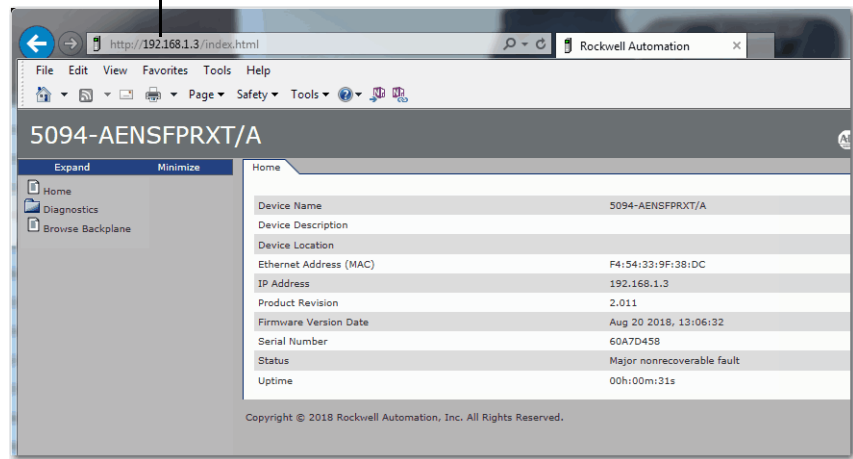 http://192.168.1.3/index.html
Rockwell Automation
File Edit View Favorites Tools Help
Page Safety Tools
5094-AENSFPRXT/A
Expand Minimize
Home
Home
Diagnostics
Browse Backplane
Device Name 5094-AENSFPRXT/A
Device Description
Device Location
Ethernet Address (MAC) F4:54:33:9F:38:DC
IP Address 192.168.1.3
Product Revision 2.011
Firmware Version Date Aug 20 2018, 13:06:32
Serial Number 60A7D458
Status Major nonrecoverable fault
Uptime 00h:00m:31s
Copyright © 2018 Rockwell Automation, Inc. All Rights Reserved.